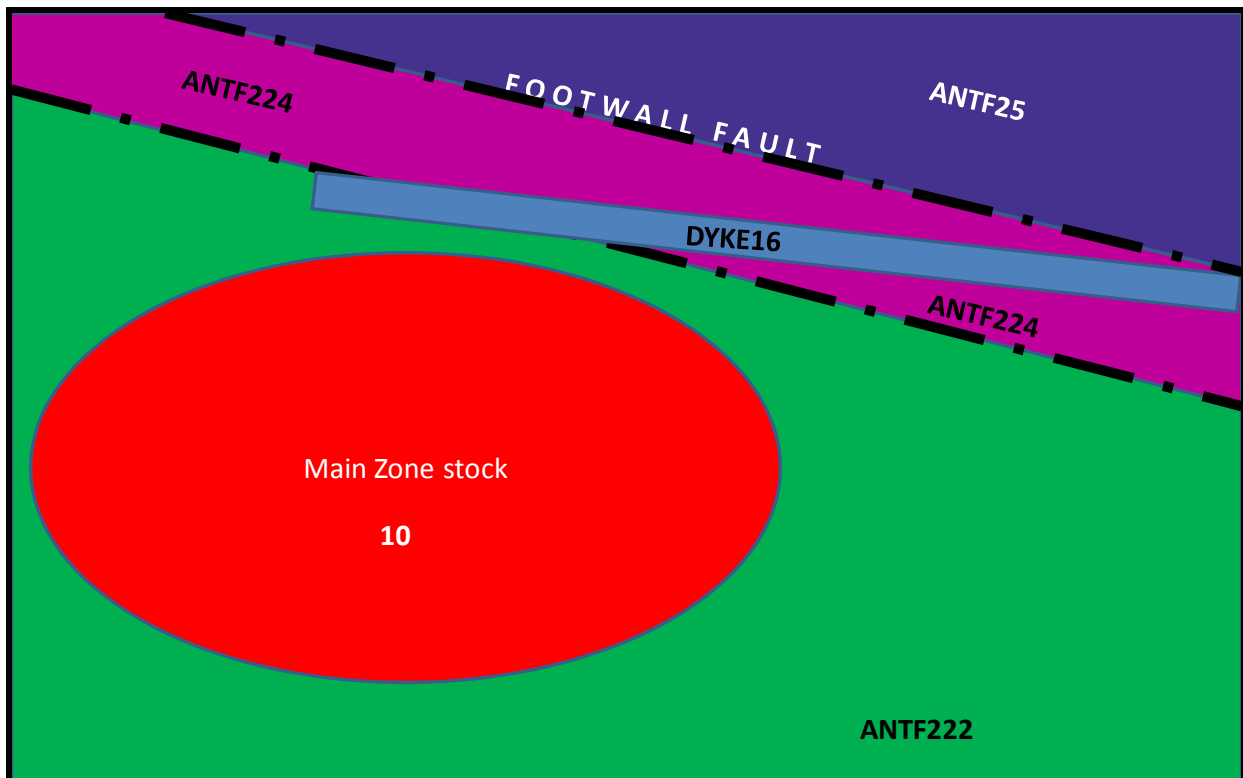 ANTF224
FOOTWALL FAULT
ANTF25
DYKE16
ANTF224
Main Zone stock
10
ANTF222